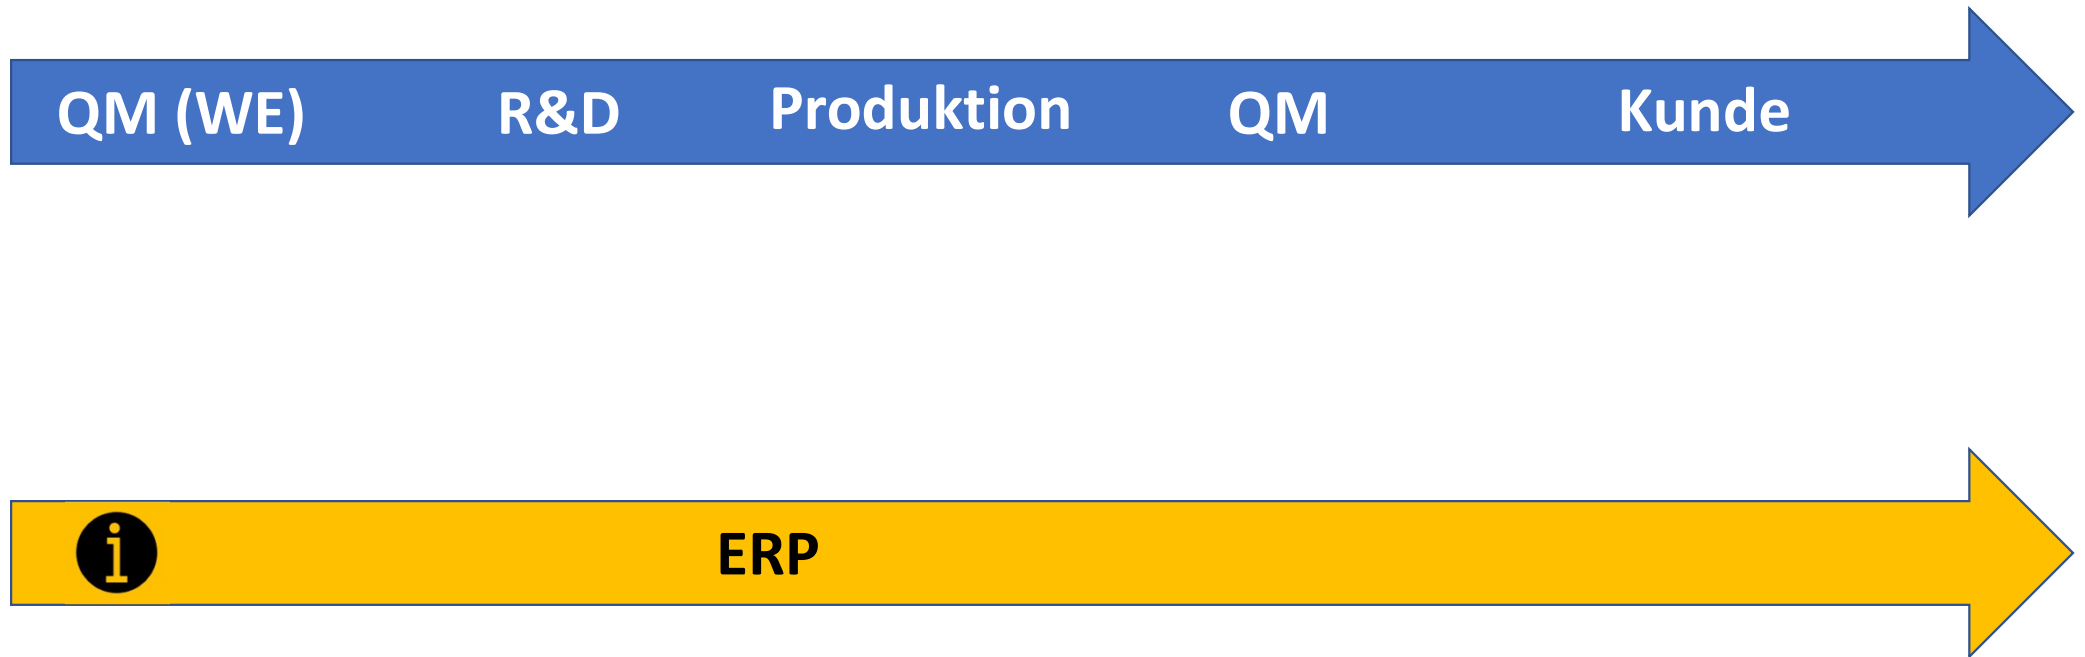 QM (WE) R&D Produktion QM Kunde
i ERP